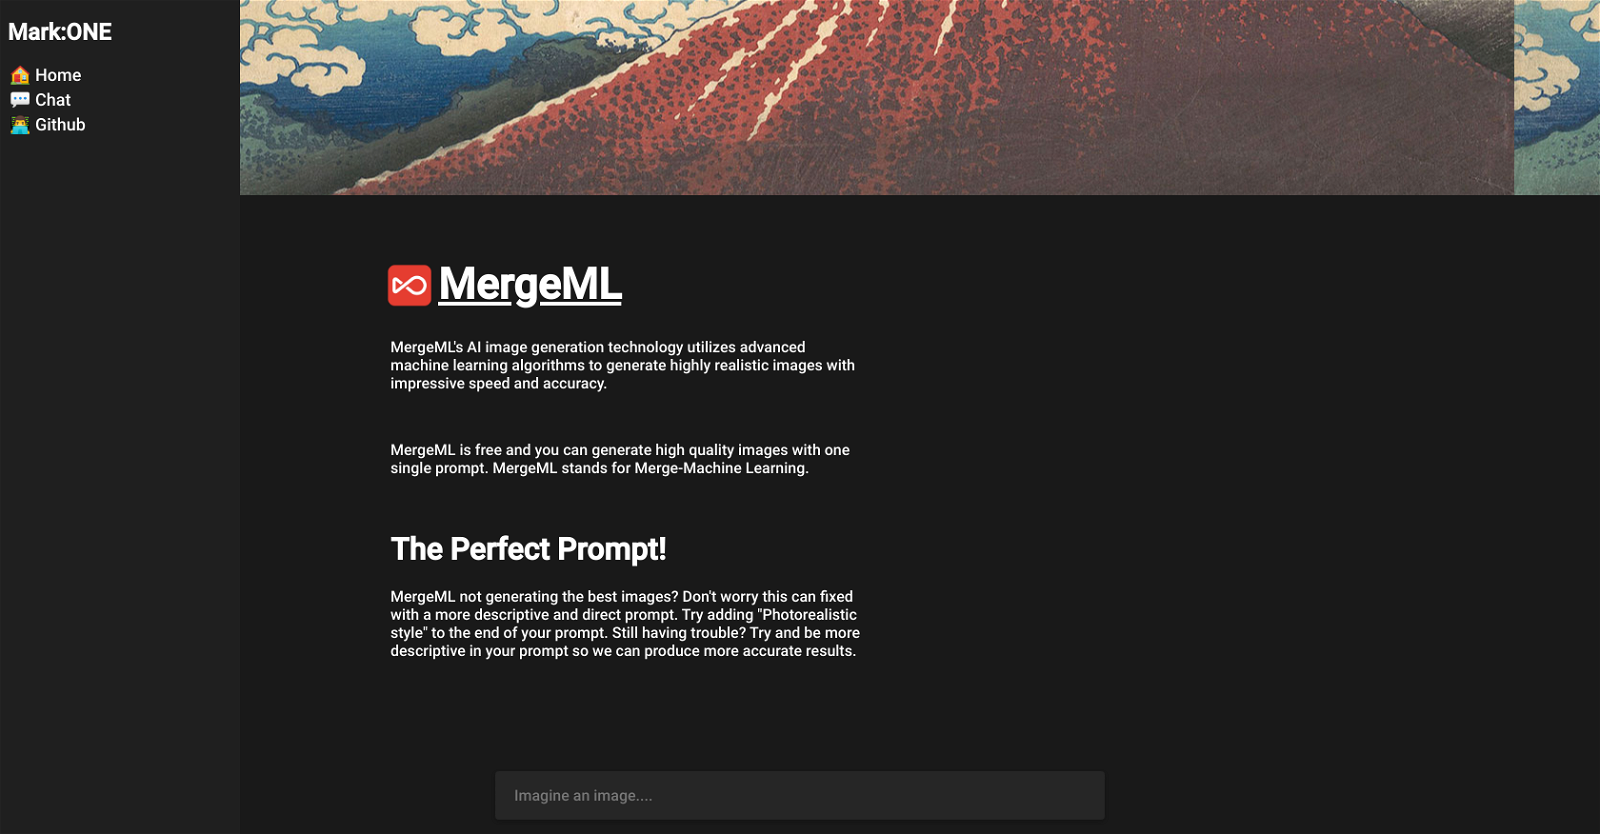 Mark:ONE
Home
Chat
Github
MergeML
MergeML's AI image generation technology utilizes advanced
machine learning algorithms to generate highly realistic images with
impressive speed and accuracy.
MergeML is free and you can generate high quality images with one
single prompt. MergeML stands for Merge-Machine Learning.
The Perfect Prompt!
MergeML not generating the best images? Don't worry this can fixed
with a more descriptive and direct prompt. Try adding "Photorealistic
style" to the end of your prompt. Still having trouble? Try and be more
descriptive in your prompt so we can produce more accurate results.
Imagine an image....